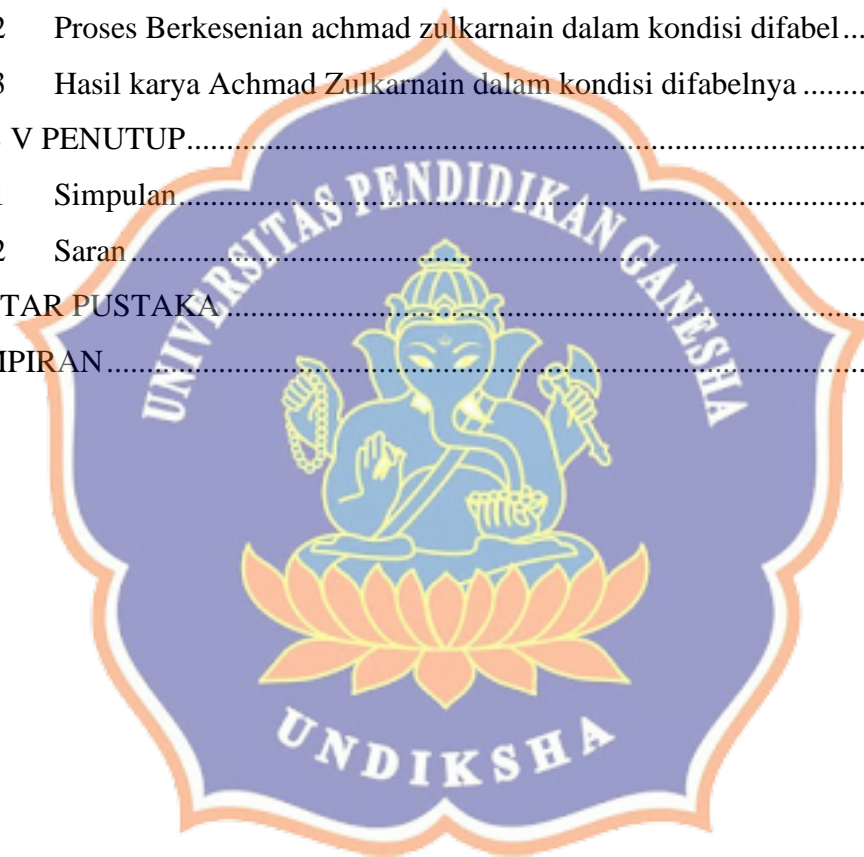 2 Proses Berkesenian achmad zulkarnain dalam kondisi difabel...
3 Hasil karya Achmad Zulkarnain dalam kondisi difabelnya ........
V PENUTUP........................................................................................
1 Simpulan........................................................................................
2 Saran..............................................................................................
TAR PUSTAKA..................................................................................
MPIRAN.............................................................................................
UNIVERSITAS PENDIDIKAN GANESHA
UNDIKSHA